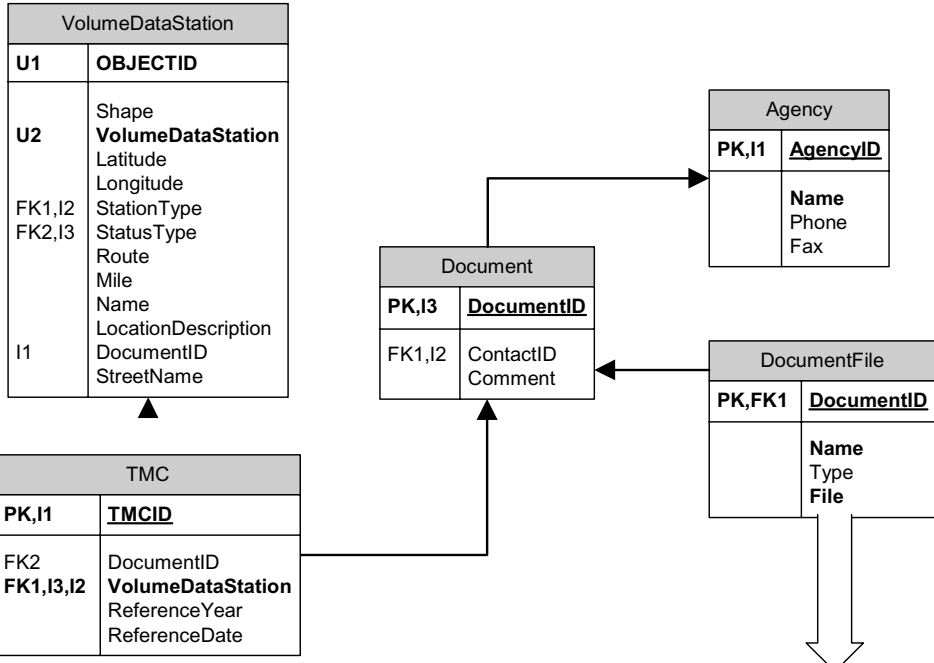 VolumeDataStation
U1 OBJECTID
Shape
U2 VolumeDataStation
Latitude
Longitude
FK1,I2 StationType
FK2,I3 StatusType
Route
Mile
Name
LocationDescription
I1 DocumentID
StreetName
Agency
PK,I1 AgencyID
Name
Phone
Fax
Document
PK,I3 DocumentID
FK1,I2 ContactID
Comment
DocumentFile
PK,FK1 DocumentID
Name
Type
File
TMC
PK,I1 TMCID
FK2 DocumentID
FK1,I3,I2 VolumeDataStation
ReferenceYear
ReferenceDate